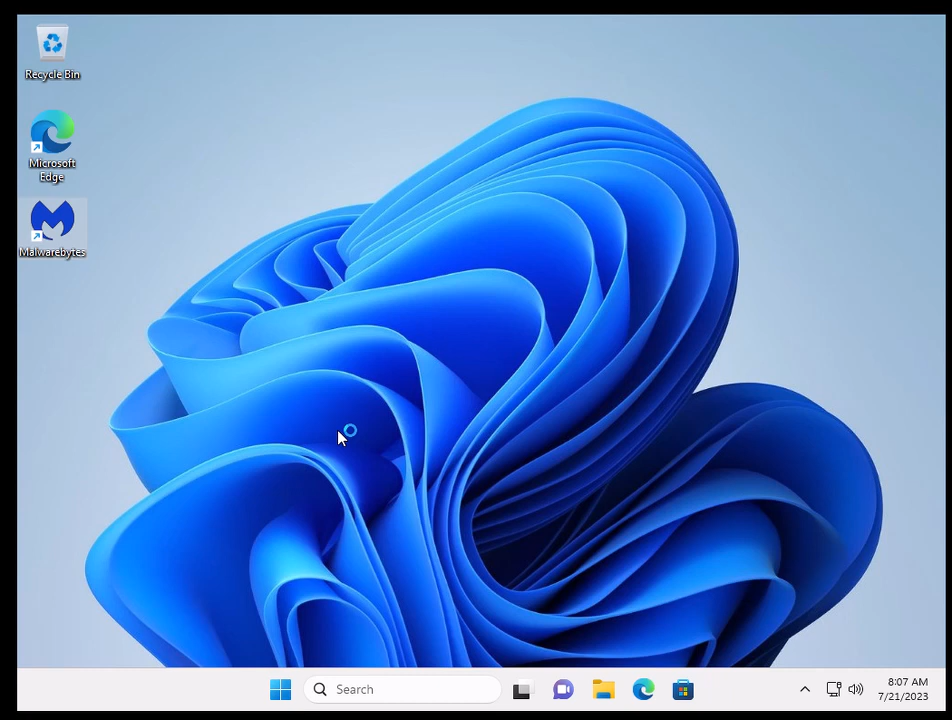 Recycle Bin
Microsoft
Edge
Malwarebytes
Search
8:07 AM
7/21/2023